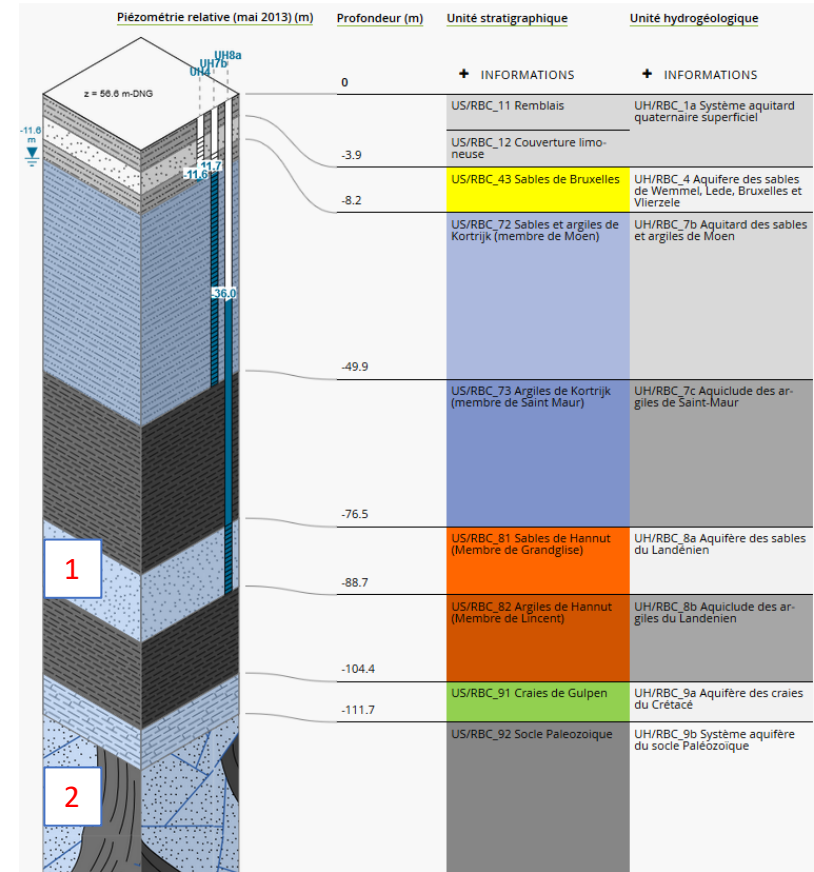 Piézométrie relative (mai 2013) (m)
Profondeur (m)
Unité stratigraphique
Unité hydrogéologique
UH4
UH7b
UH8a
z = 56.6 m-DNG
-11.6
m
11.7
-11.6
-36.0
1
2
0
✚ INFORMATIONS
✚ INFORMATIONS
US/RBC_11 Remblais
UH/RBC_1a Système aquitard
quaternaire superficiel
US/RBC_12 Couverture limo-
neuse
-3.9
US/RBC_43 Sables de Bruxelles
UH/RBC_4 Aquifere des sables
de Wemmel, Lede, Bruxelles et
Vlierzele
-8.2
US/RBC_72 Sables et argiles de
Kortrijk (membre de Moen)
UH/RBC_7b Aquitard des sables
et argiles de Moen
-49.9
US/RBC_73 Argiles de Kortrijk
(membre de Saint Maur)
UH/RBC_7c Aquiclude des ar-
giles de Saint-Maur
-76.5
US/RBC_81 Sables de Hannut
(Membre de Grandglise)
UH/RBC_8a Aquifère des sables
du Landénien
-88.7
US/RBC_82 Argiles de Hannut
(Membre de Lincent)
UH/RBC_8b Aquiclude des ar-
giles du Landenien
-104.4
US/RBC_91 Craies de Gulpen
UH/RBC_9a Aquifère des craies
du Crétacé
-111.7
US/RBC_92 Socle Paleozoique
UH/RBC_9b Système aquifère
du socle Paléozoïque